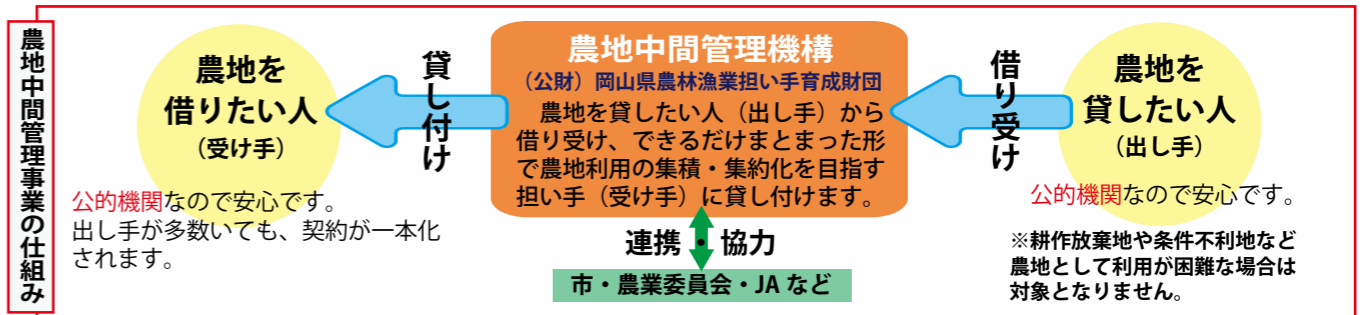 農地中間管理事業の仕組み
農地を
借りたい人
（受け手）
公的機関なので安心です。
出し手が多数いても、契約が一本化
されます。
貸し付け
農地中間管理機構
（公財）岡山県農林漁業担い手育成財団
農地を貸したい人（出し手）から
借り受け、できるだけまとまった形
で農地利用の集積・集約化を目指す
担い手（受け手）に貸し付けます。
連携・協力
市・農業委員会・JA など
借り受け
農地を
貸したい人
（出し手）
公的機関なので安心です。
※耕作放棄地や条件不利地など
農地として利用が困難な場合は
対象となりません。